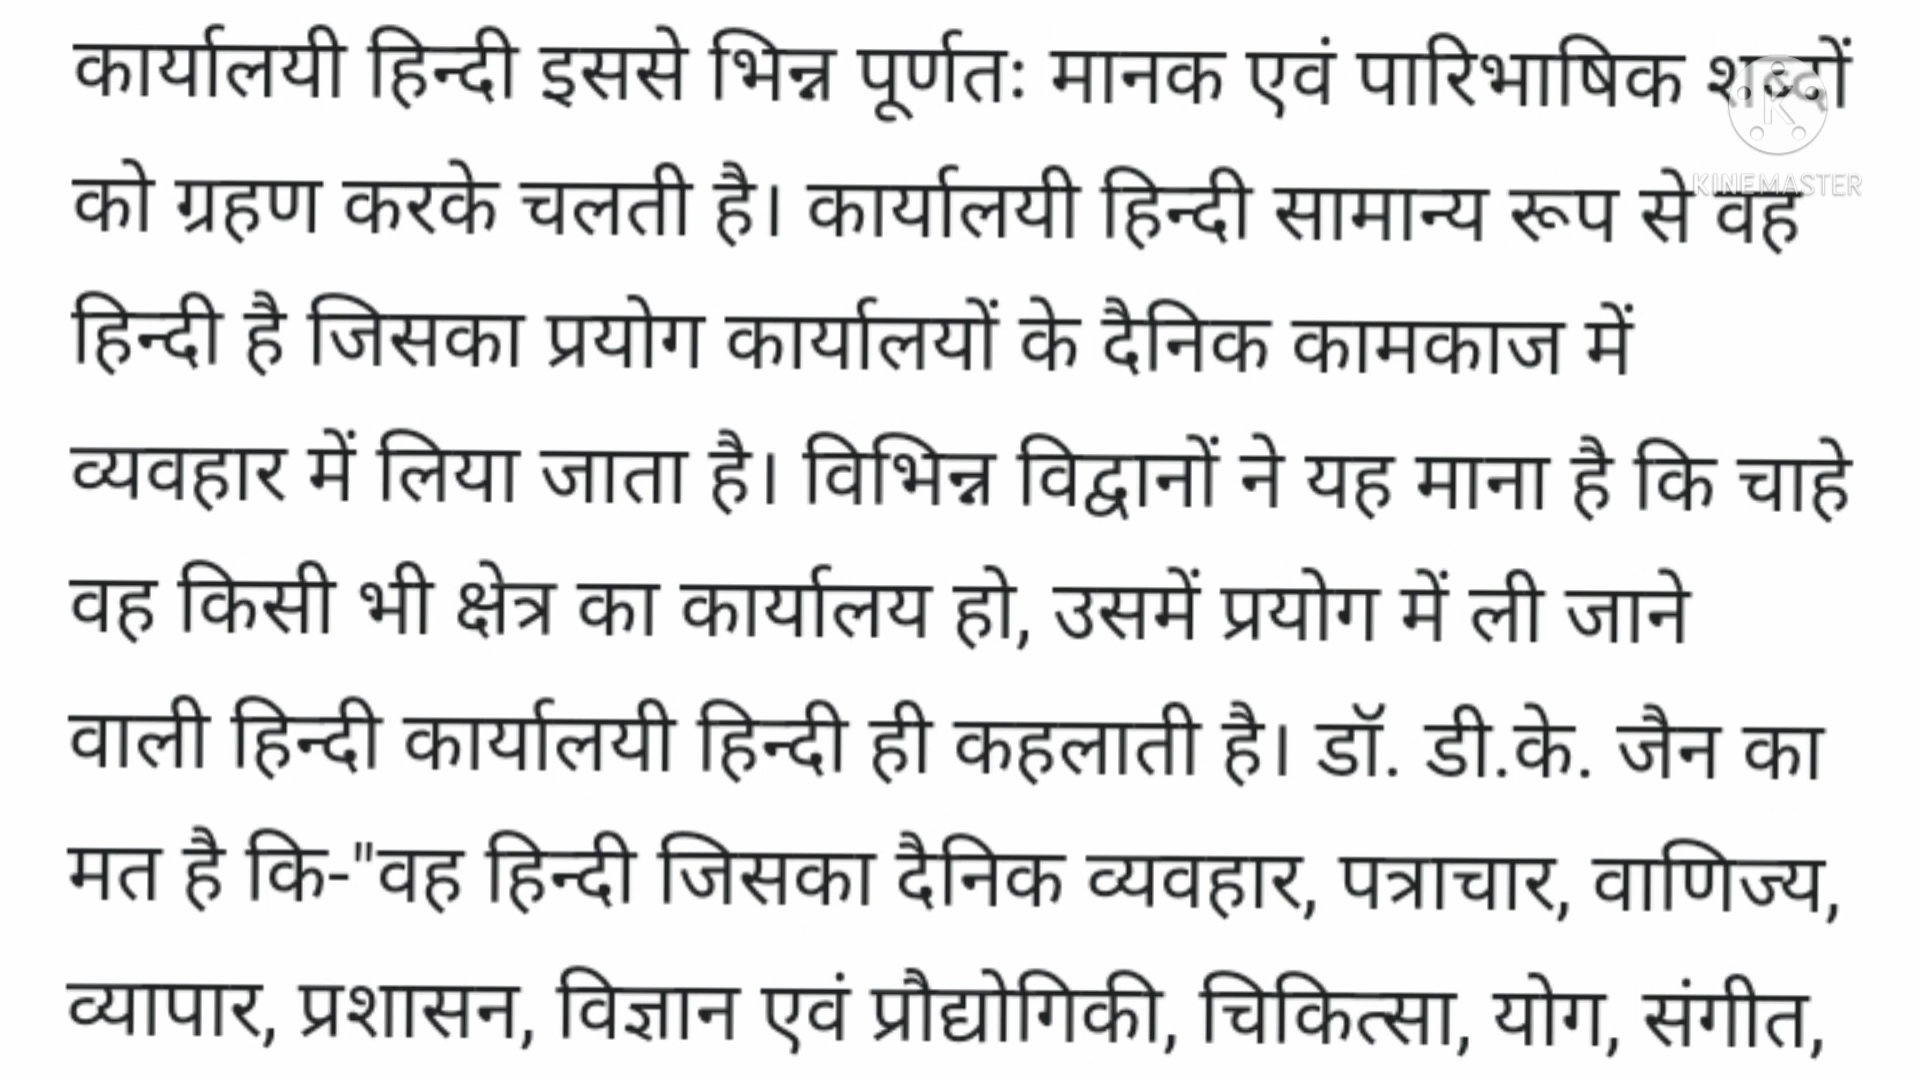 कार्यालयी हिन्दी इससे भिन्न पूर्णतः मानक एवं पारिभाषिक शब्दों
को ग्रहण करके चलती है। कार्यालयी हिन्दी सामान्य रूप से वह
KINEMASTER
हिन्दी है जिसका प्रयोग कार्यालयों के दैनिक कामकाज में
व्यवहार में लिया जाता है। विभिन्न विद्वानों ने यह माना है कि चाहे
वह किसी भी क्षेत्र का कार्यालय हो, उसमें प्रयोग में ली जाने
वाली हिन्दी कार्यालयी हिन्दी ही कहलाती है। डॉ. डी.के. जैन का
मत है कि-"वह हिन्दी जिसका दैनिक व्यवहार, पत्राचार, वाणिज्य,
व्यापार, प्रशासन, विज्ञान एवं प्रौद्योगिकी, चिकित्सा, योग, संगीत,